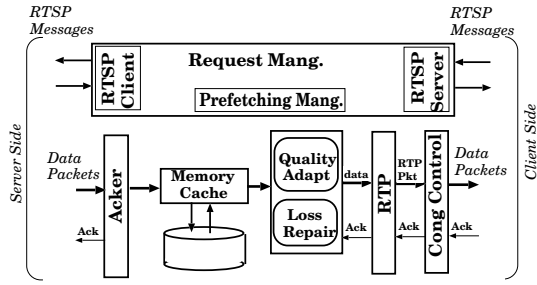 RTSP
Messages
RTSP
Messages
Request Mang.
RTSP
Client
RTSP
Server
Prefetching Mang.
Server Side
Client Side
Data
Packets
Acker
Memory
Cache
Quality
Adapt
Loss
Repair
data
RTP
RTP
Pkt
Cong Control
Data
Packets
Ack
Ack
Ack
Ack